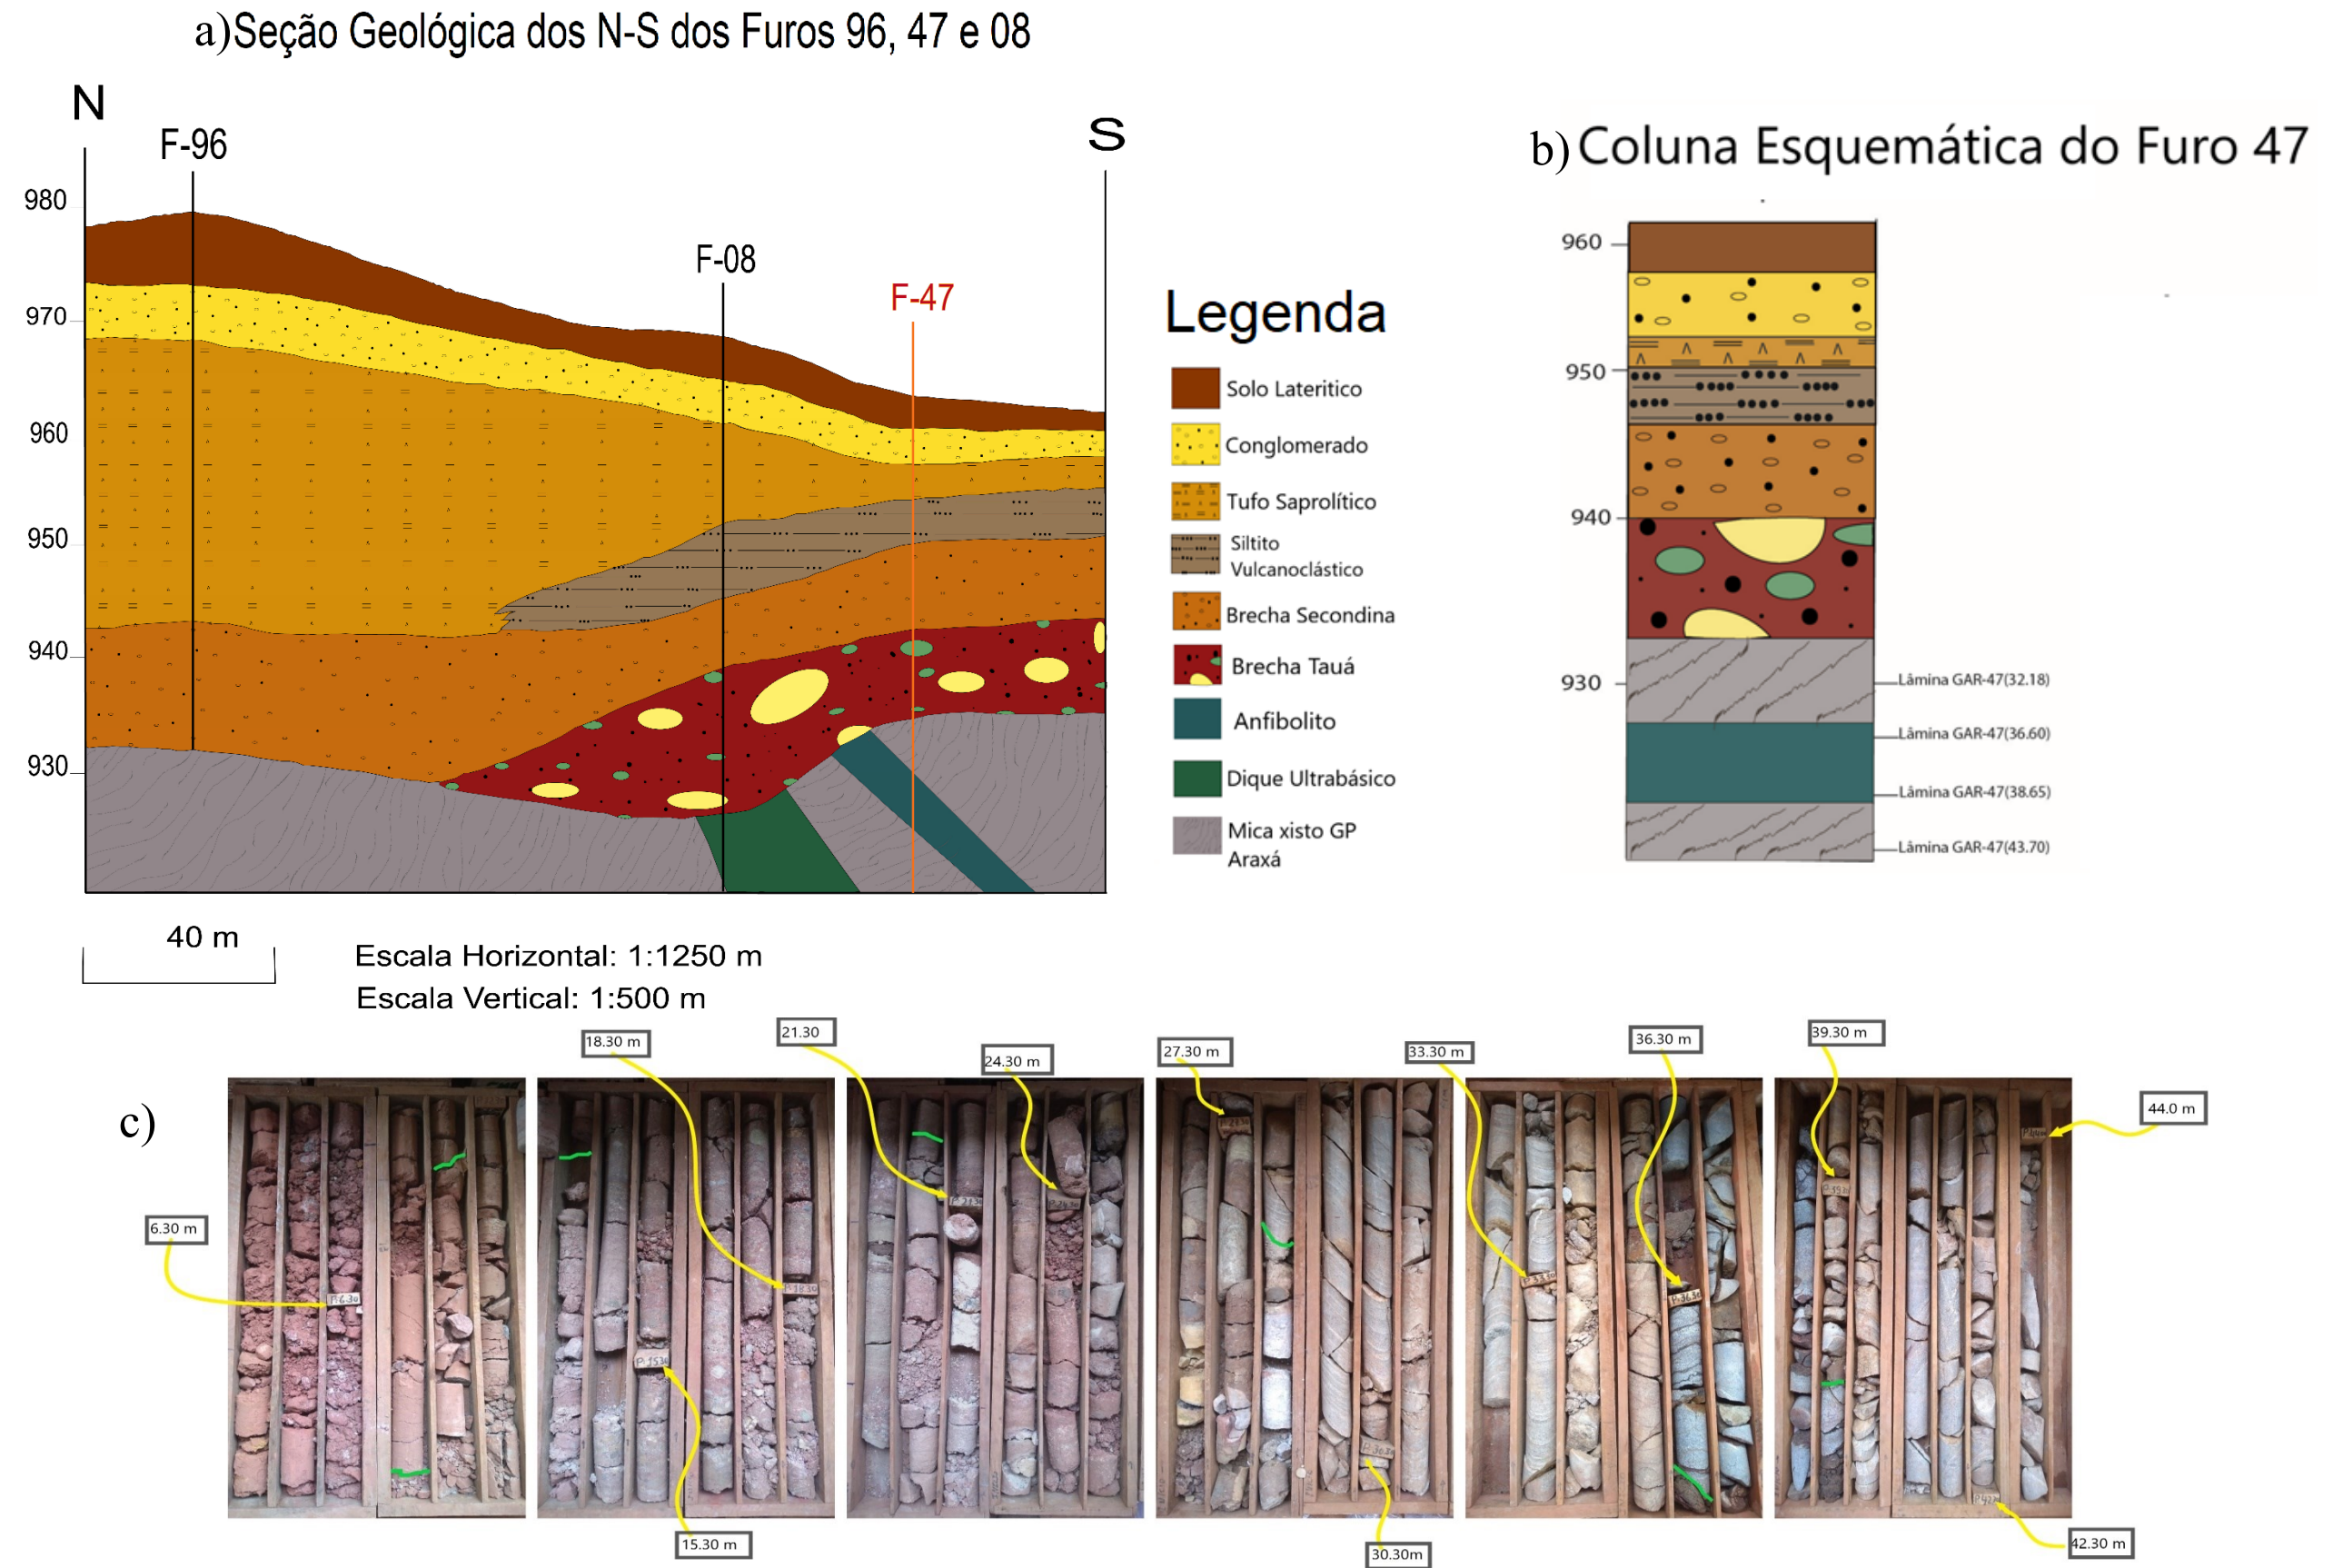 a)Seção Geológica dos N-S dos Furos 96, 47 e 08
N
S
F-96
F-08
F-47
980
970
960
950
940
930
40 m
Escala Horizontal: 1:1250 m
Escala Vertical: 1:500 m
Legenda
Solo Lateritico
Conglomerado
Tufo Saprolítico
Siltito
Vulcanoclástico
Brecha Secondina
Brecha Tauá
Anfibolito
Dique Ultrabásico
Mica xisto GP
Araxá
b) Coluna Esquemática do Furo 47
960
950
940
930
Lâmina GAR-47(32.18)
Lâmina GAR-47(36.60)
Lâmina GAR-47(38.65)
Lâmina GAR-47(43.70)
c)
6.30 m
18.30 m
15.30 m
21.30
24.30 m
27.30 m
30.30m
33.30 m
36.30 m
39.30 m
44.0 m
42.30 m
P.6.30